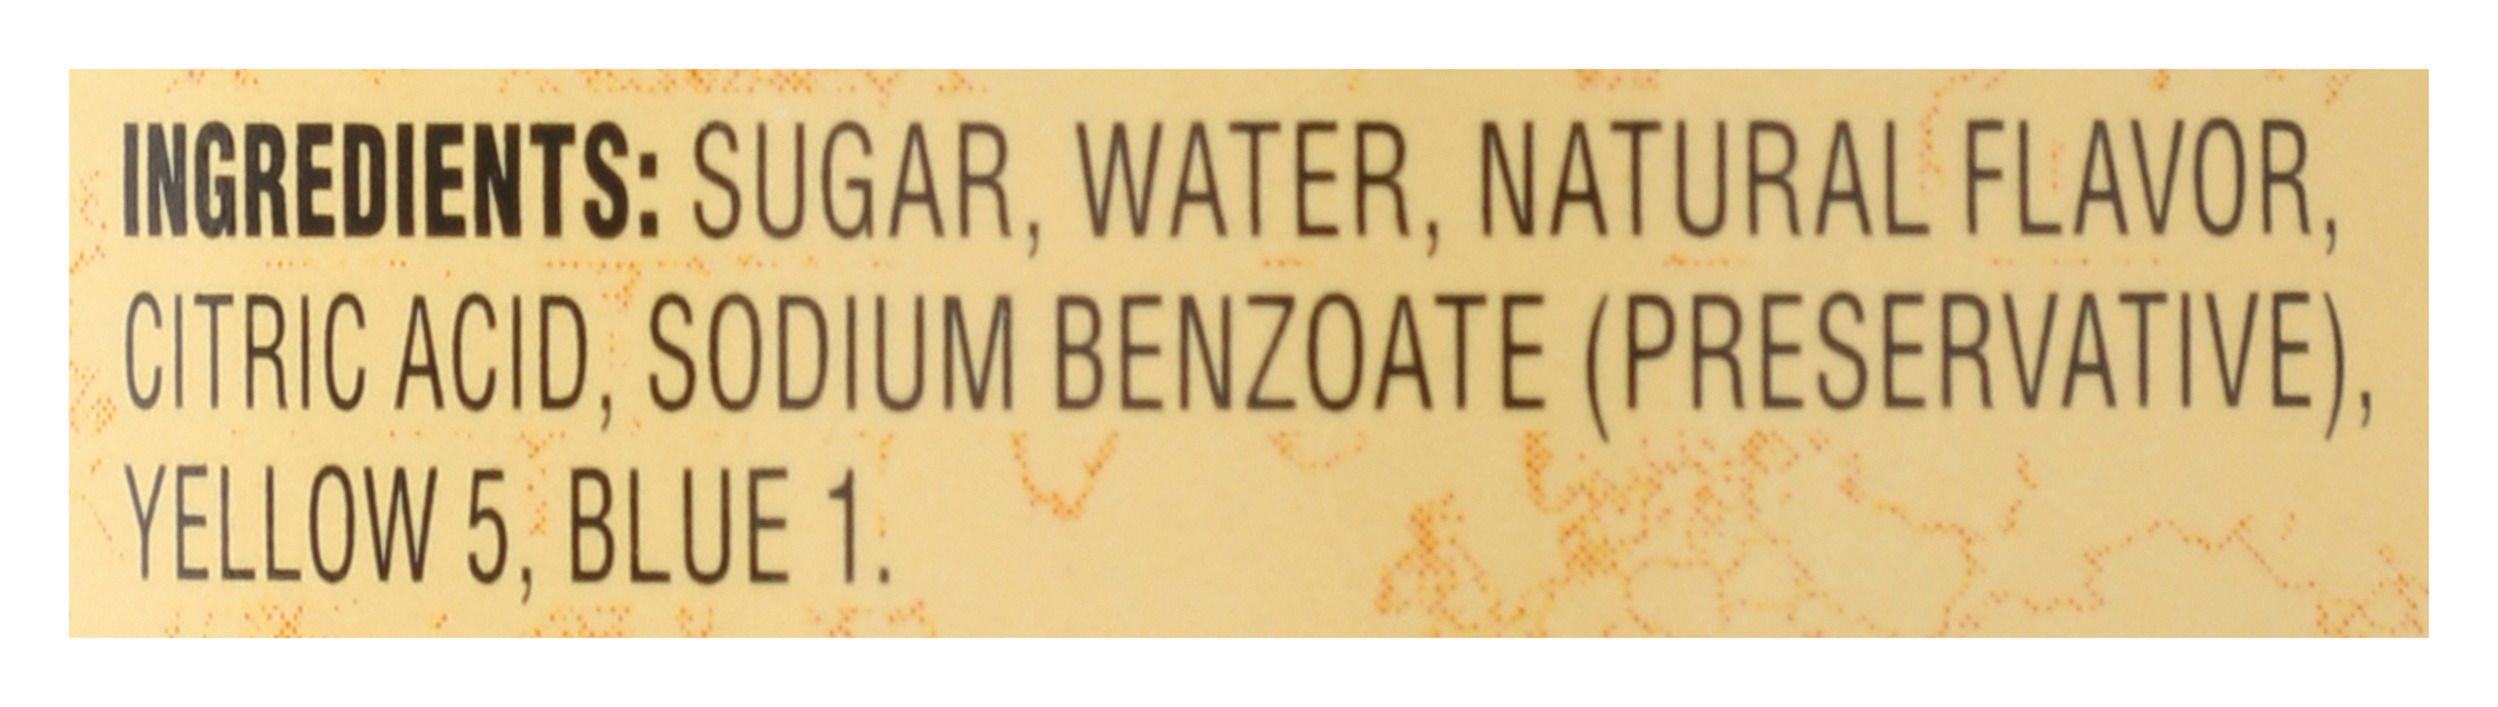 INGREDIENTS: SUGAR, WATER, NATURAL FLAVOR,
CITRIC ACID, SODIUM BENZOATE (PRESERVATIVE),
YELLOW 5, BLUE 1.